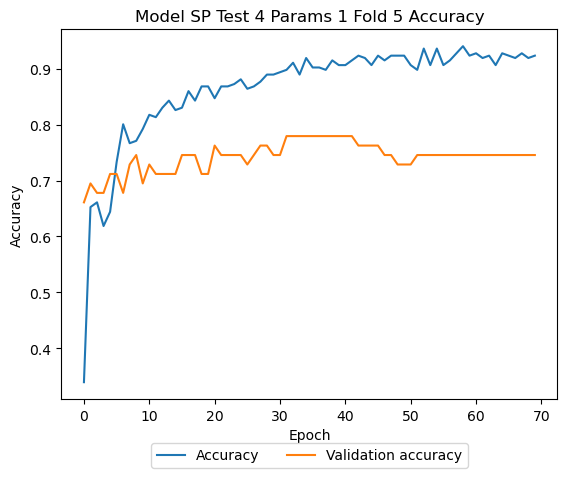 Model SP Test 4 Params 1 Fold 5 Accuracy
Accuracy
0.9
0.8
0.7
0.6
0.5
0.4
0 10 20 30 40 50 60 70
Epoch
Accuracy Validation accuracy